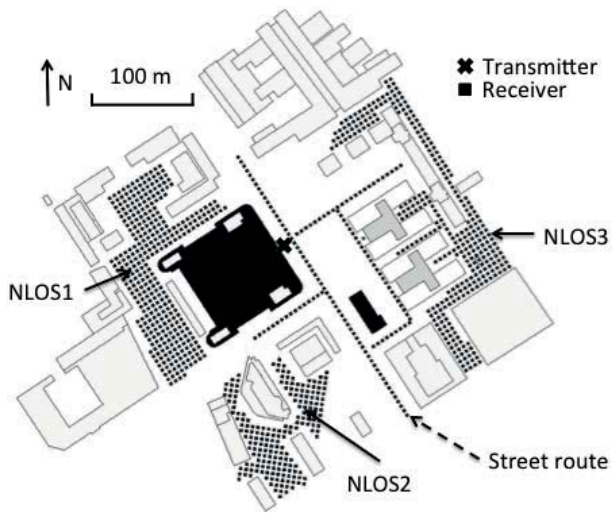 N
100 m
Transmitter
Receiver
NLOS1
NLOS3
NLOS2
Street route